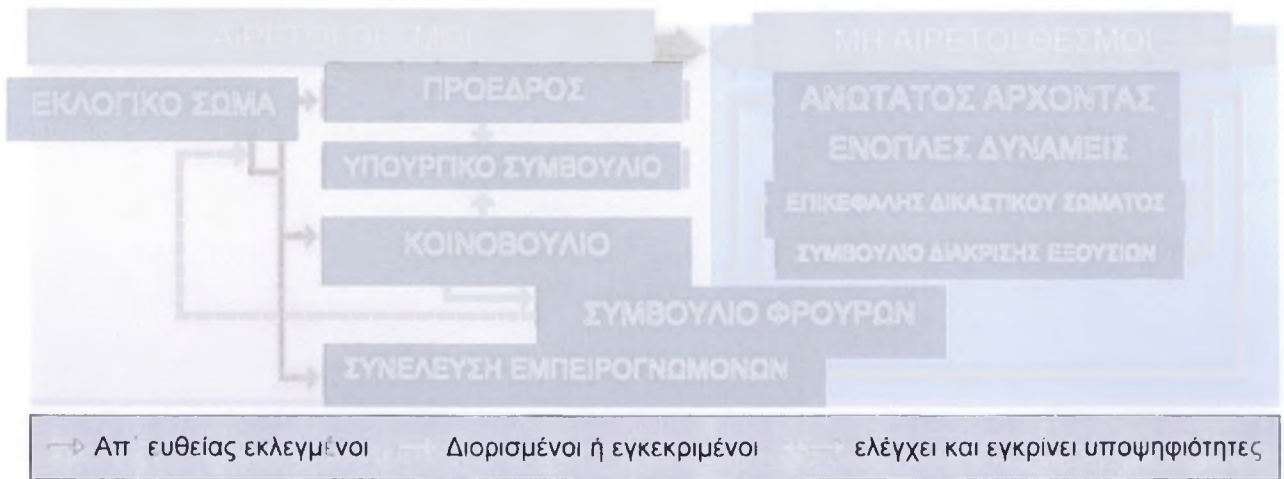 ΑΙΡΕΤΟΙ ΘΕΣΜΟΙ
ΜΗ ΑΙΡΕΤΟΙ ΘΕΣΜΟΙ
ΕΚΛΟΓΙΚΟ ΣΩΜΑ
ΠΡΟΕΔΡΟΣ
ΥΠΟΥΡΓΙΚΟ ΣΥΜΒΟΥΛΙΟ
ΚΟΙΝΟΒΟΥΛΙΟ
ΑΝΩΤΑΤΟΣ ΑΡΧΟΝΤΑΣ
ΕΝΟΠΛΕΣ ΔΥΝΑΜΕΙΣ
ΕΠΙΚΕΦΑΛΗΣ ΔΙΚΑΣΤΙΚΟΥ ΣΩΜΑΤΟΣ
ΣΥΜΒΟΥΛΙΟ ΔΙΑΚΡΙΣΗΣ ΕΞΟΥΣΙΩΝ
ΣΥΜΒΟΥΛΙΟ ΦΡΟΥΡΩΝ
ΣΥΝΕΛΕΥΣΗ ΕΜΠΕΙΡΟΓΝΩΜΟΝΩΝ
Απ΄ ευθείας εκλεγμένοι
Διορισμένοι ή εγκεκριμένοι
ελέγχει και εγκρίνει υποψηφιότητες